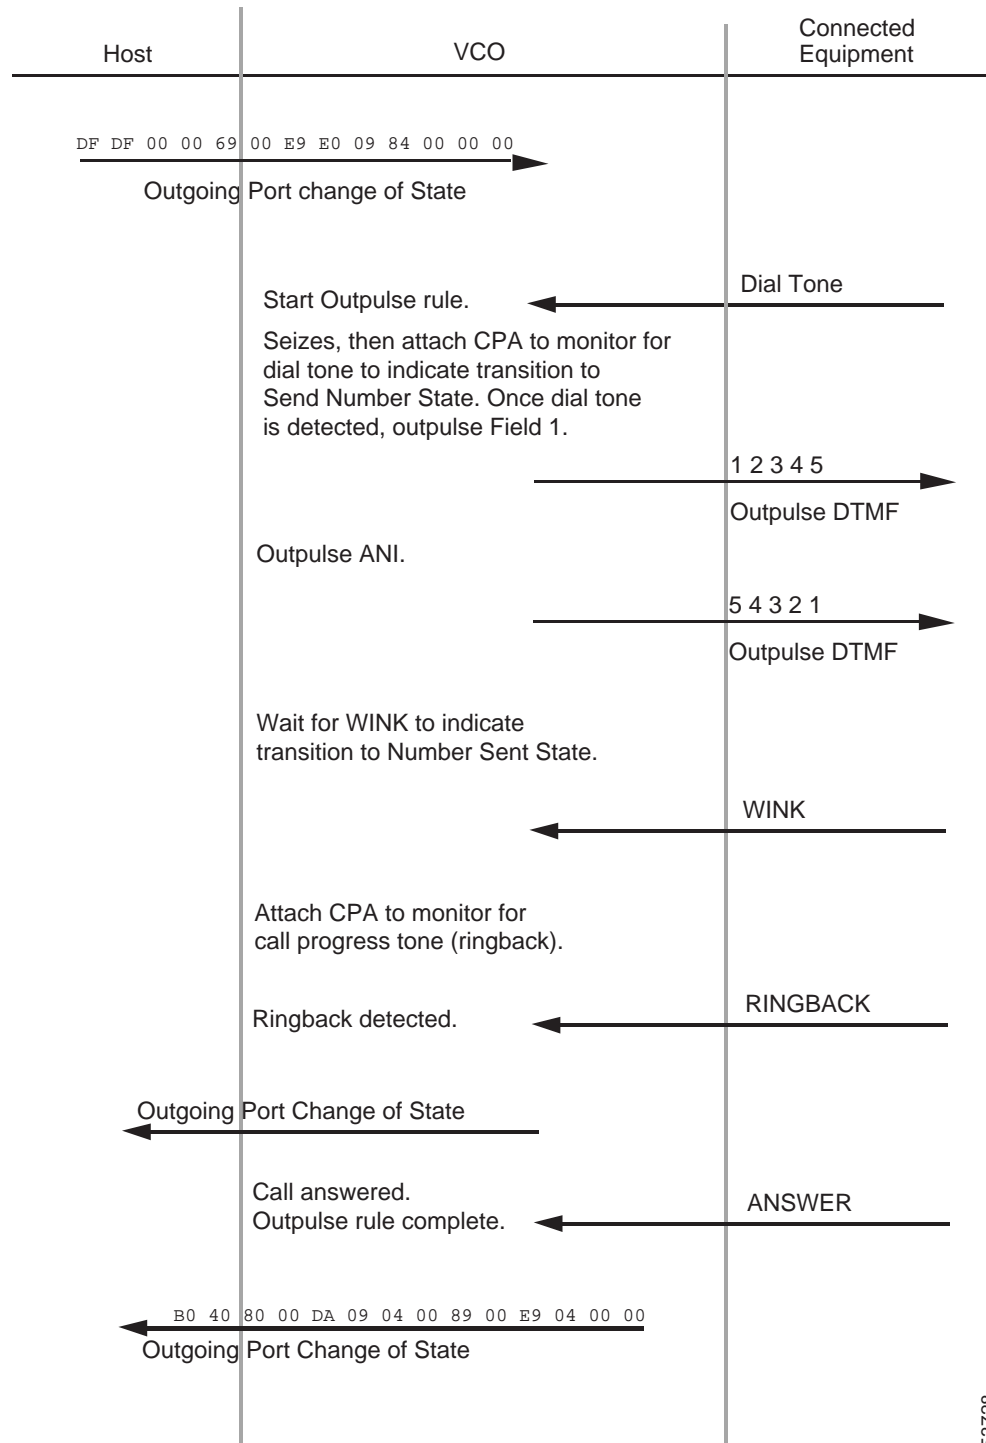 Host
VCO
Connected
Equipment
DF DF 00 00 69 00 E9 E0 09 84 00 00 00
Outgoing Port change of State
Dial Tone
Start Outpulse rule.
Seizes, then attach CPA to monitor for
dial tone to indicate transition to
Send Number State. Once dial tone
is detected, outpulse Field 1.
1 2 3 4 5
Outpulse DTMF
Outpulse ANI.
5 4 3 2 1
Outpulse DTMF
Wait for WINK to indicate
transition to Number Sent State.
WINK
Attach CPA to monitor for
call progress tone (ringback).
RINGBACK
Ringback detected.
Outgoing Port Change of State
Call answered.
Outpulse rule complete.
ANSWER
B0 40 80 00 DA 09 04 00 89 00 E9 04 00 00
Outgoing Port Change of State